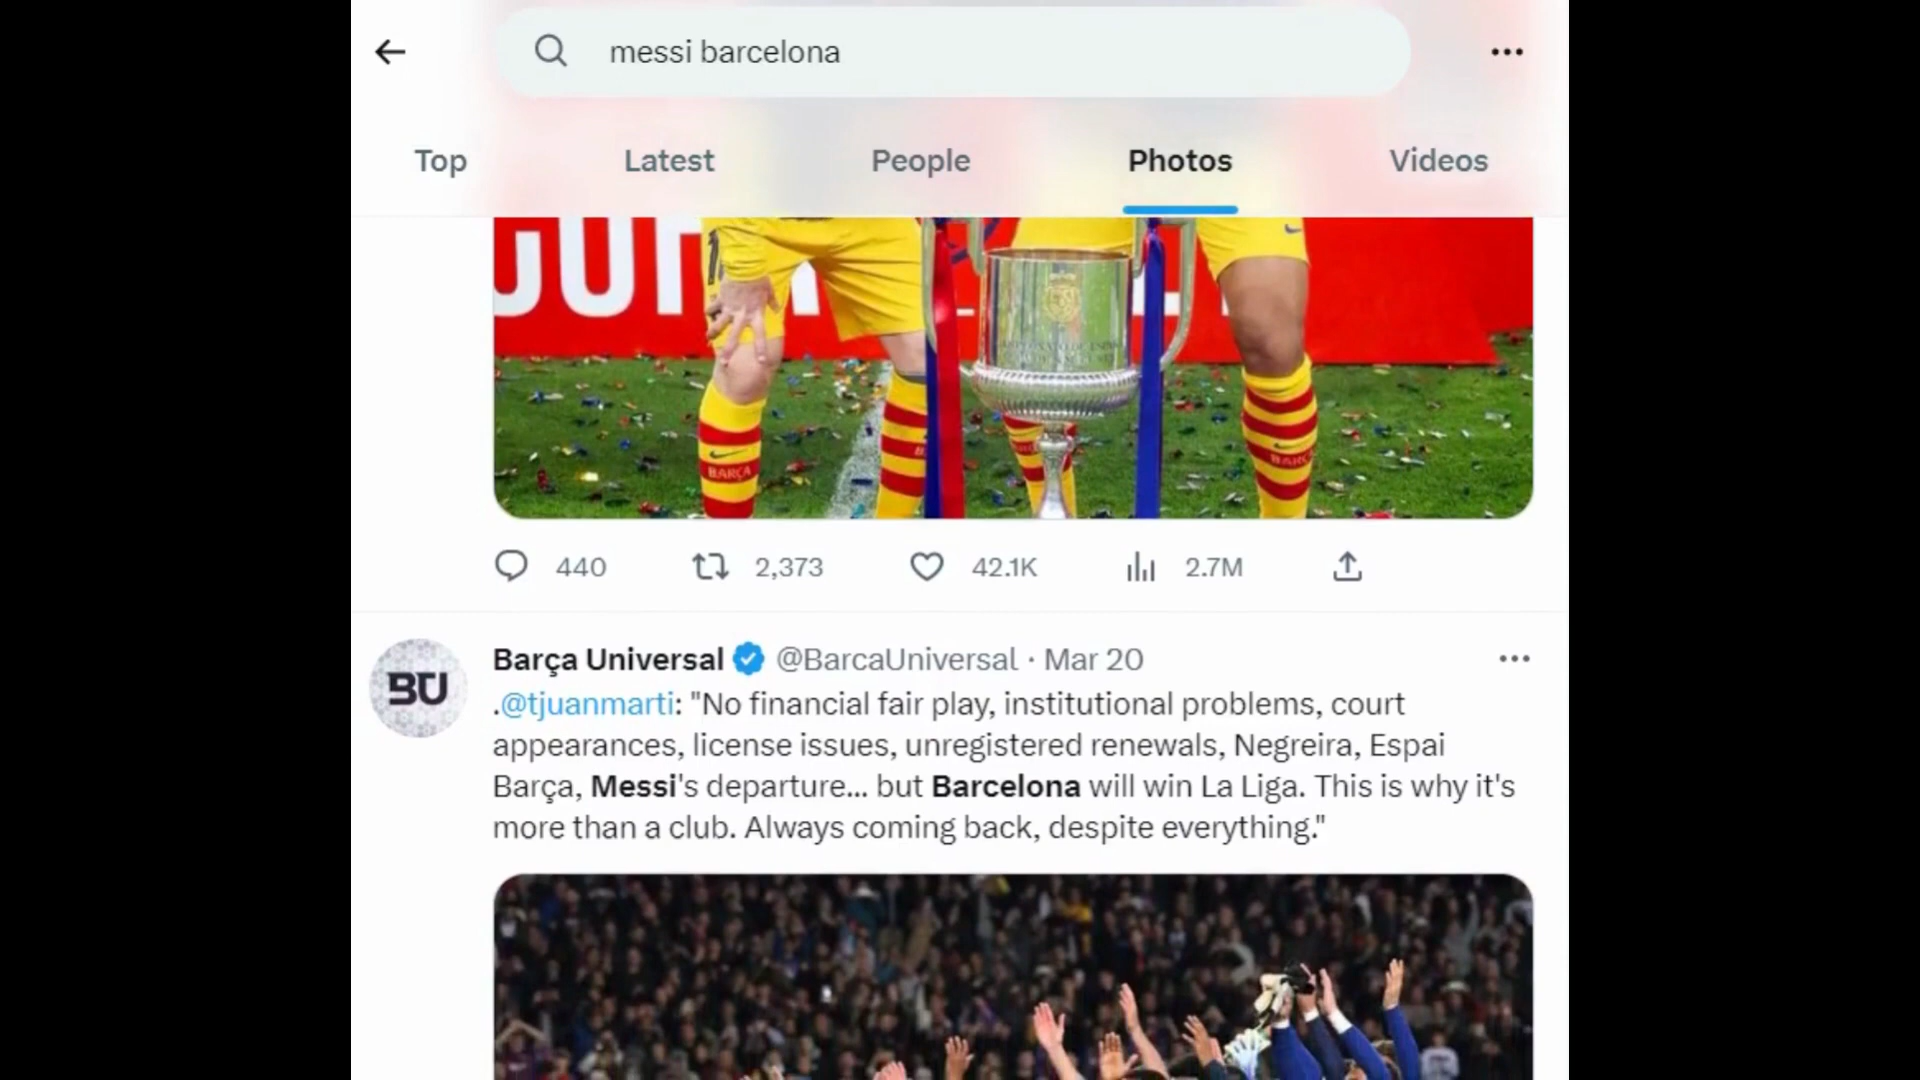 messi barcelona
Top Latest People Photos Videos
BARÇA
440 2,373 42.1K 2.7M
Barça Universal @BarcaUniversal · Mar 20
BU
.@tjuanmarti: "No financial fair play, institutional problems, court
appearances, license issues, unregistered renewals, Negreira, Espai
Barça, Messi's departure... but Barcelona will win La Liga. This is why it's
more than a club. Always coming back, despite everything."